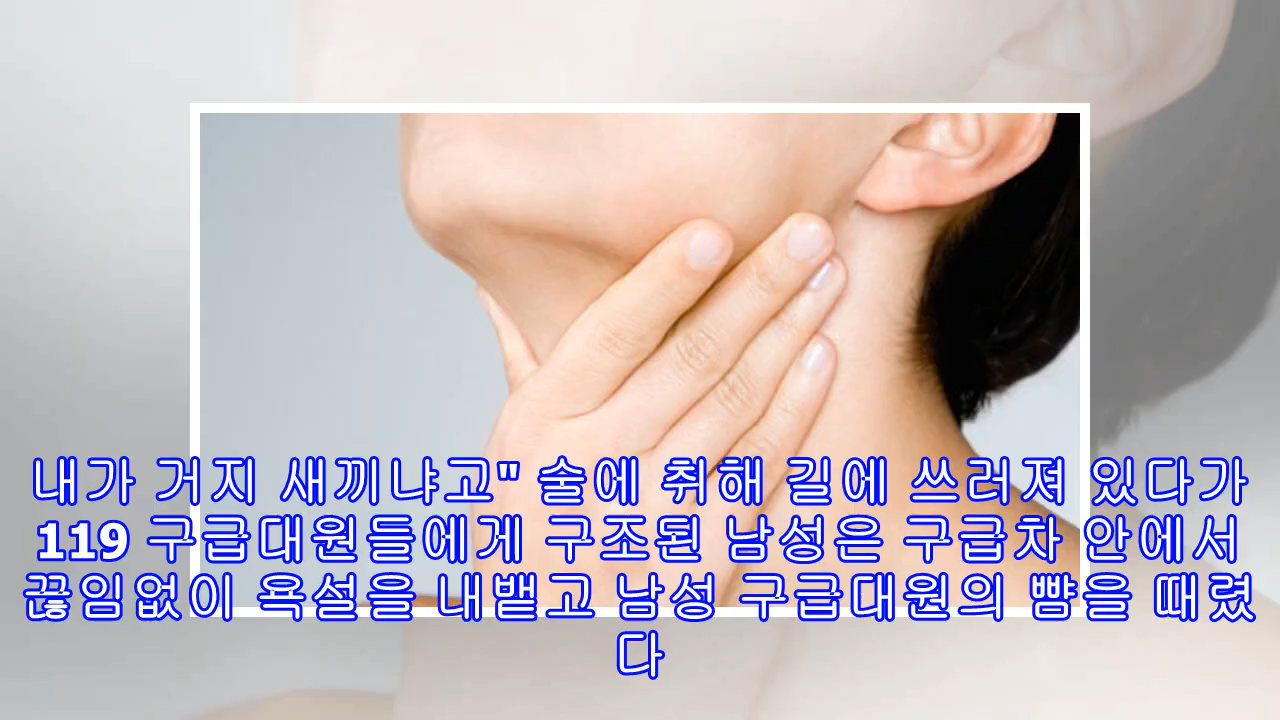 내가 거지 새끼냐고" 술에 취해 길에 쓰러져 있다가
119 구급대원들에게 구조된 남성은 구급차 안에서
끊임없이 욕설을 내뱉고 남성 구급대원의 뺨을 때렸
다